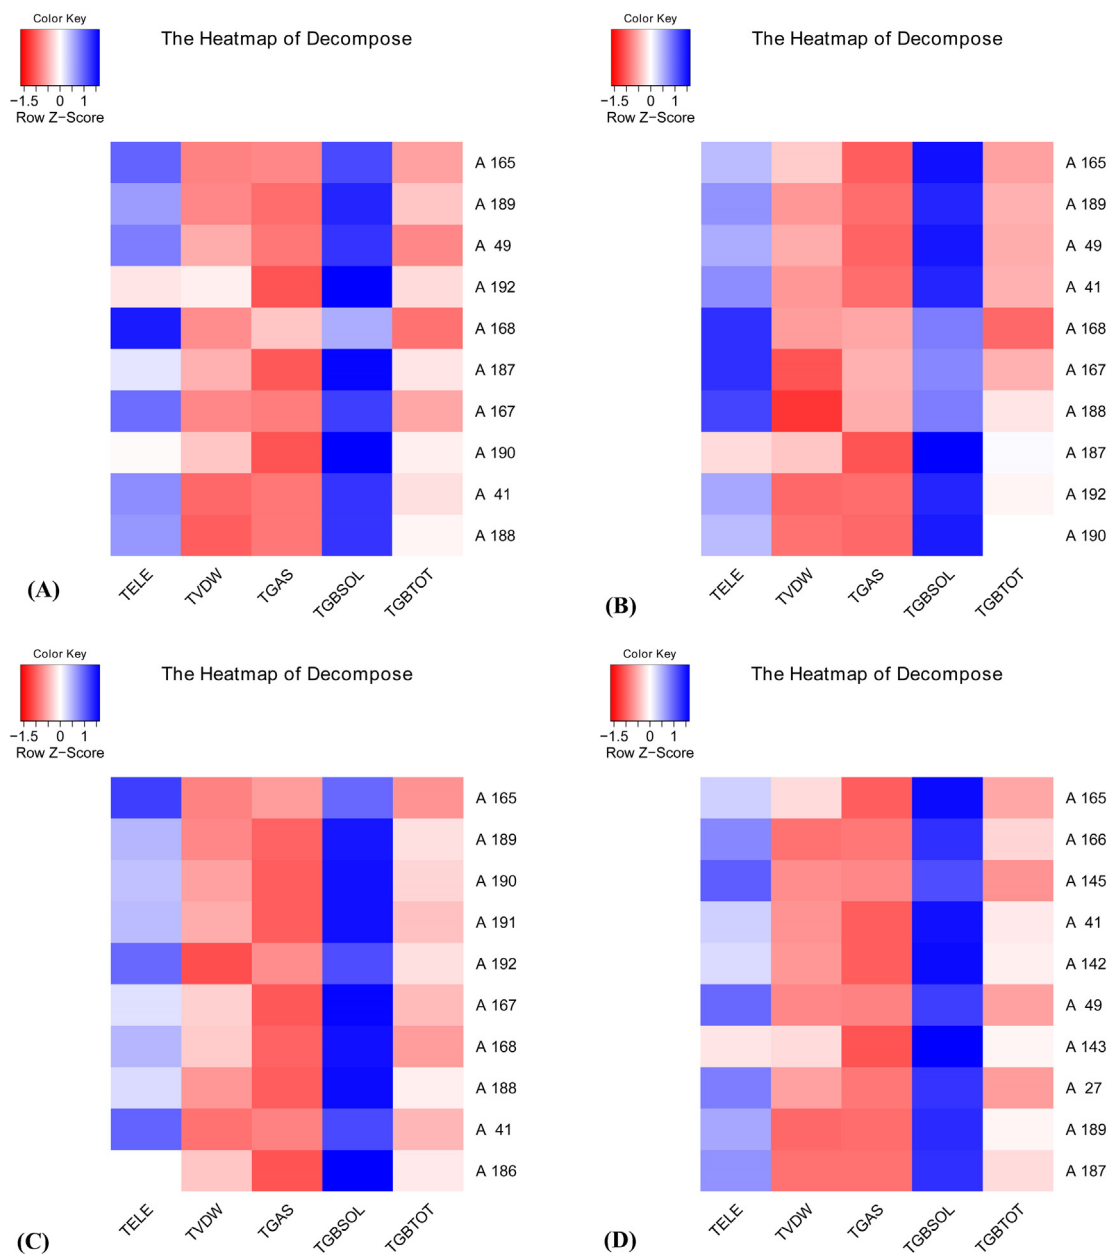 Color Key
−1.5 0 1
Row Z−Score
The Heatmap of Decompose
A 165
A 189
A 49
A 192
A 168
A 187
A 167
A 190
A 41
A 188
TELE TVDW TGAS TGBSOL TGBTOT
(A)
Color Key
−1.5 0 1
Row Z−Score
The Heatmap of Decompose
A 165
A 189
A 49
A 41
A 168
A 167
A 188
A 187
A 192
A 190
TELE TVDW TGAS TGBSOL TGBTOT
(B)
Color Key
−1.5 0 1
Row Z−Score
The Heatmap of Decompose
A 165
A 189
A 190
A 191
A 192
A 167
A 168
A 188
A 41
A 186
TELE TVDW TGAS TGBSOL TGBTOT
(C)
Color Key
−1.5 0 1
Row Z−Score
The Heatmap of Decompose
A 165
A 166
A 145
A 41
A 142
A 49
A 143
A 27
A 189
A 187
TELE TVDW TGAS TGBSOL TGBTOT
(D)